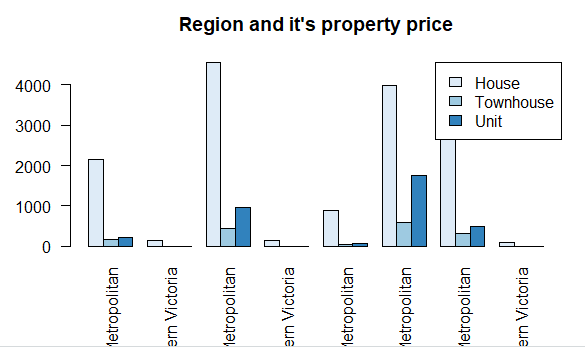 Region and it's property price
House
Townhouse
Unit
4000
3000
2000
1000
0
Metropolitan
ern Victoria
Metropolitan
ern Victoria
Metropolitan
Metropolitan
Metropolitan
ern Victoria